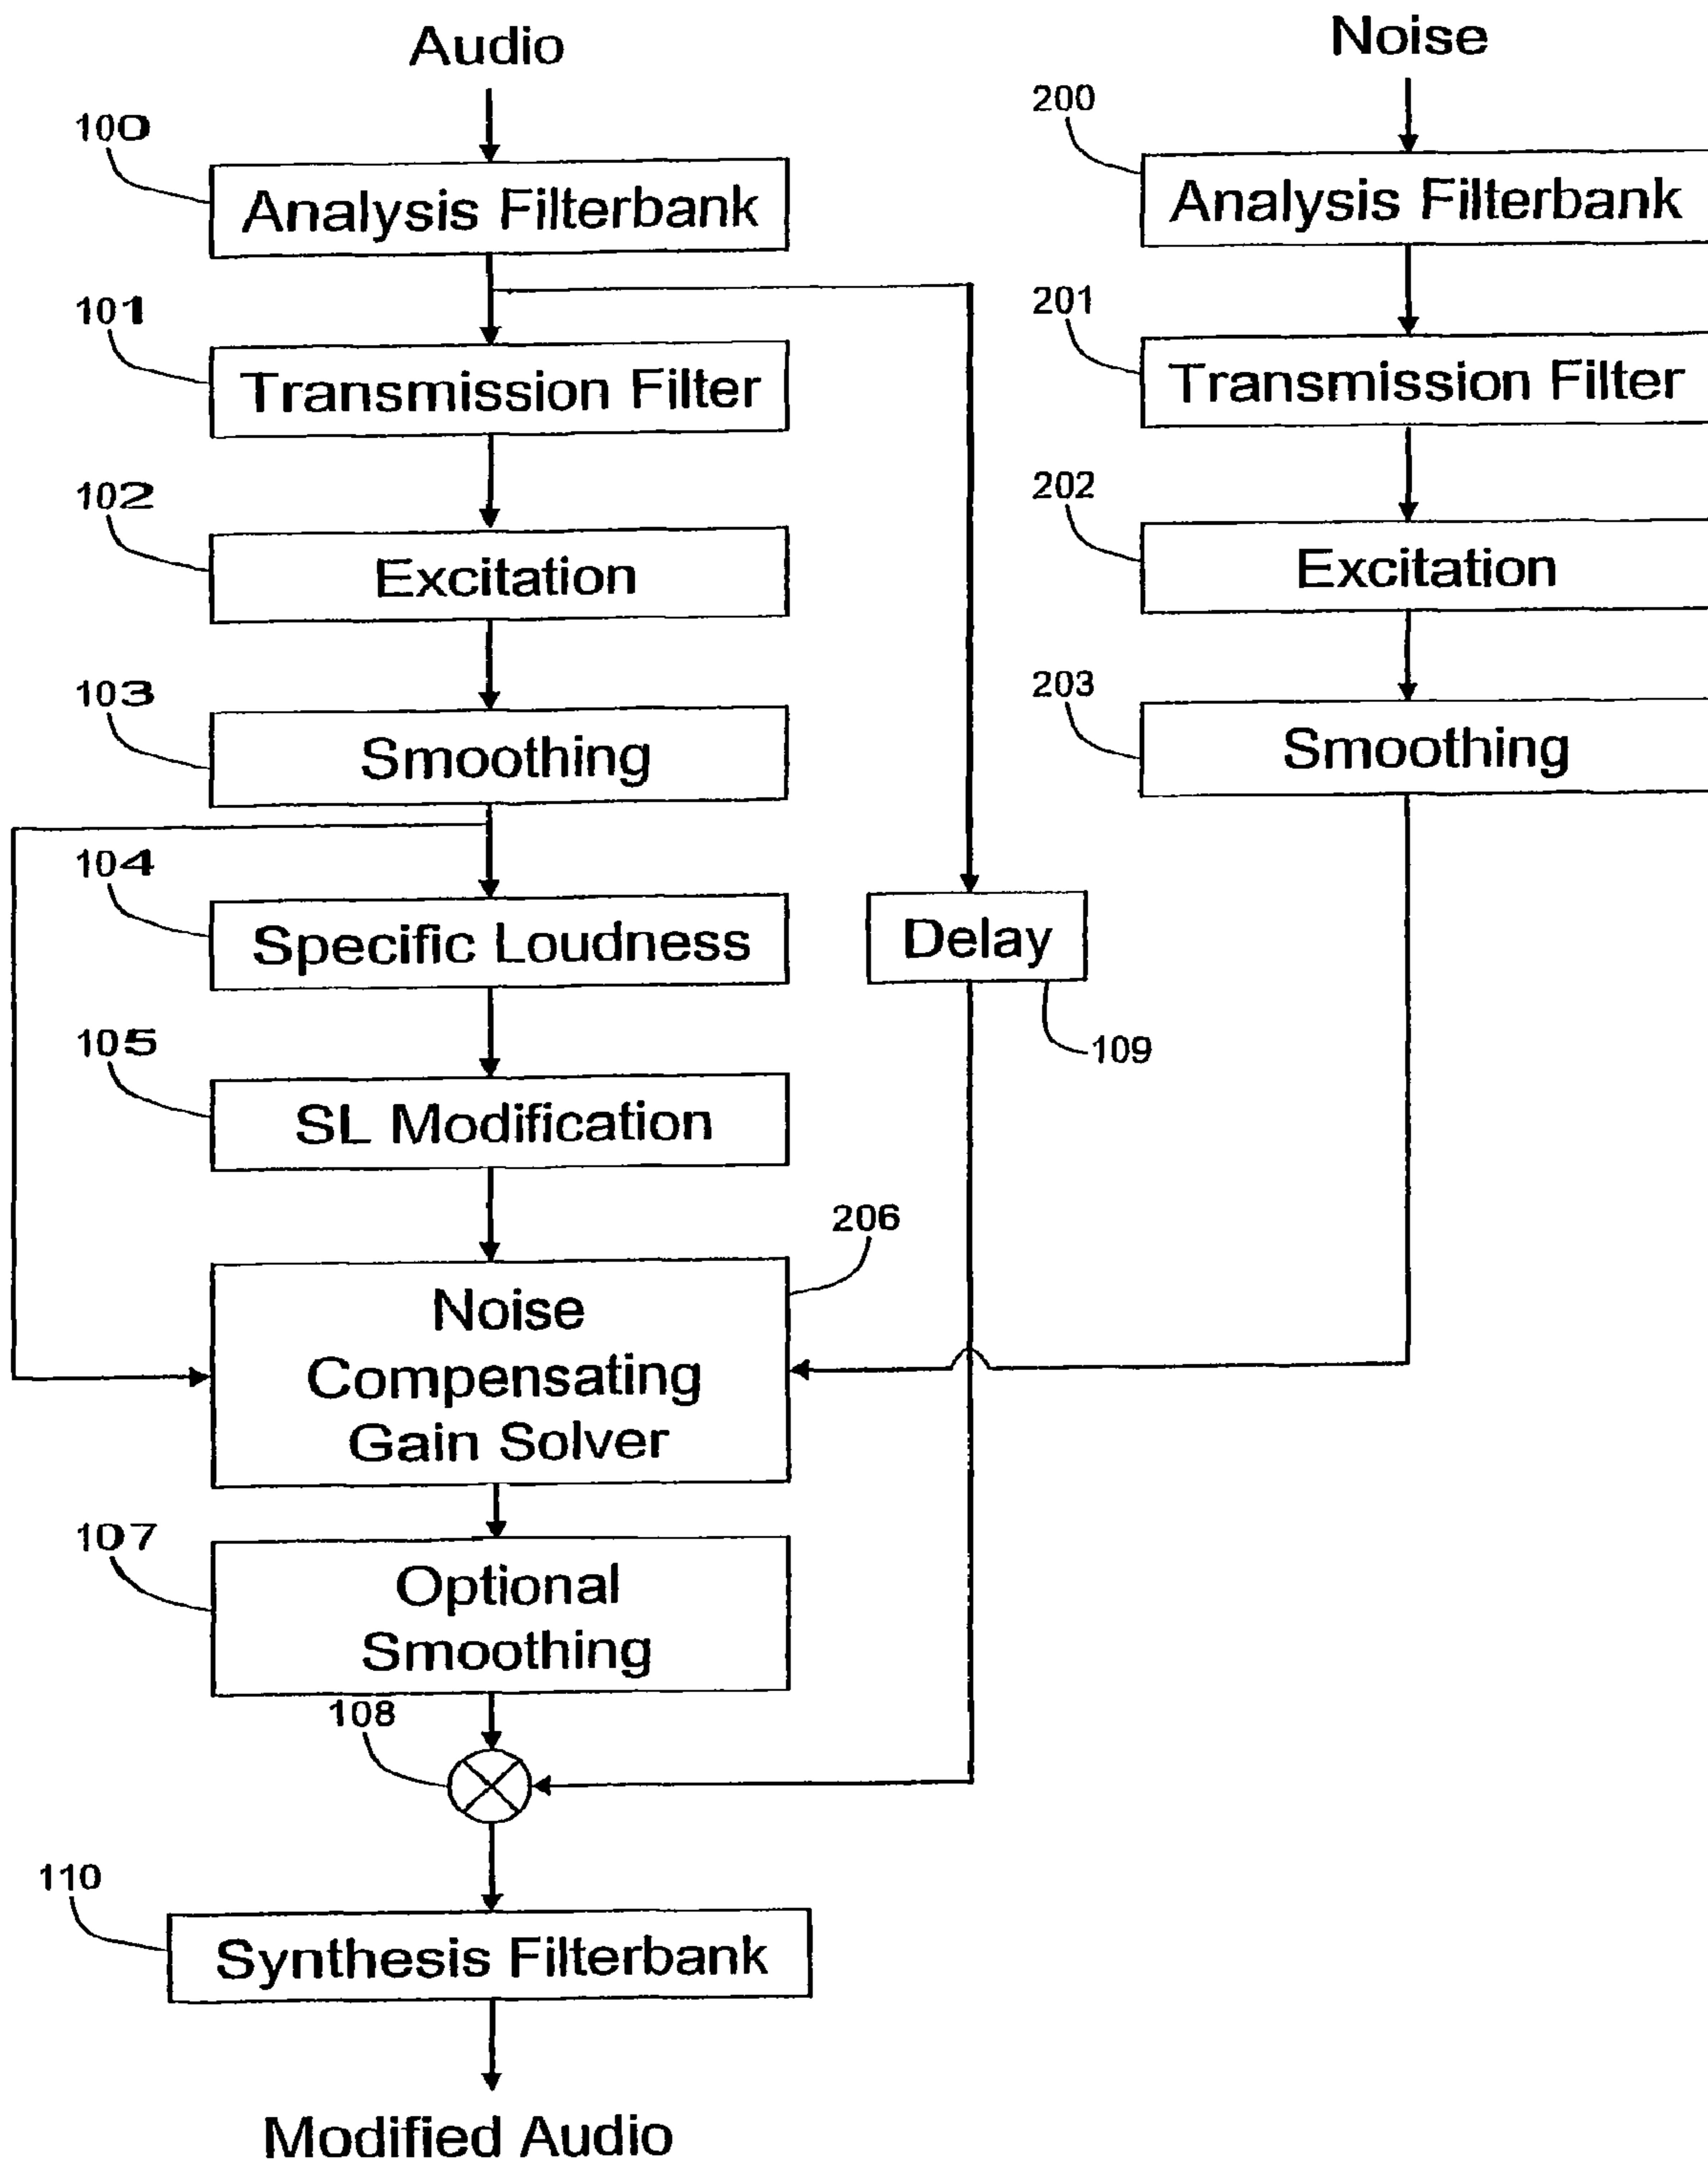 Audio
100
Analysis Filterbank
101
Transmission Filter
102
Excitation
103
Smoothing
104
Specific Loudness
105
SL Modification
206
Noise
Compensating
Gain Solver
107
Optional
Smoothing
108
110
Synthesis Filterbank
Modified Audio
Delay
109
Noise
200
Analysis Filterbank
201
Transmission Filter
202
Excitation
203
Smoothing